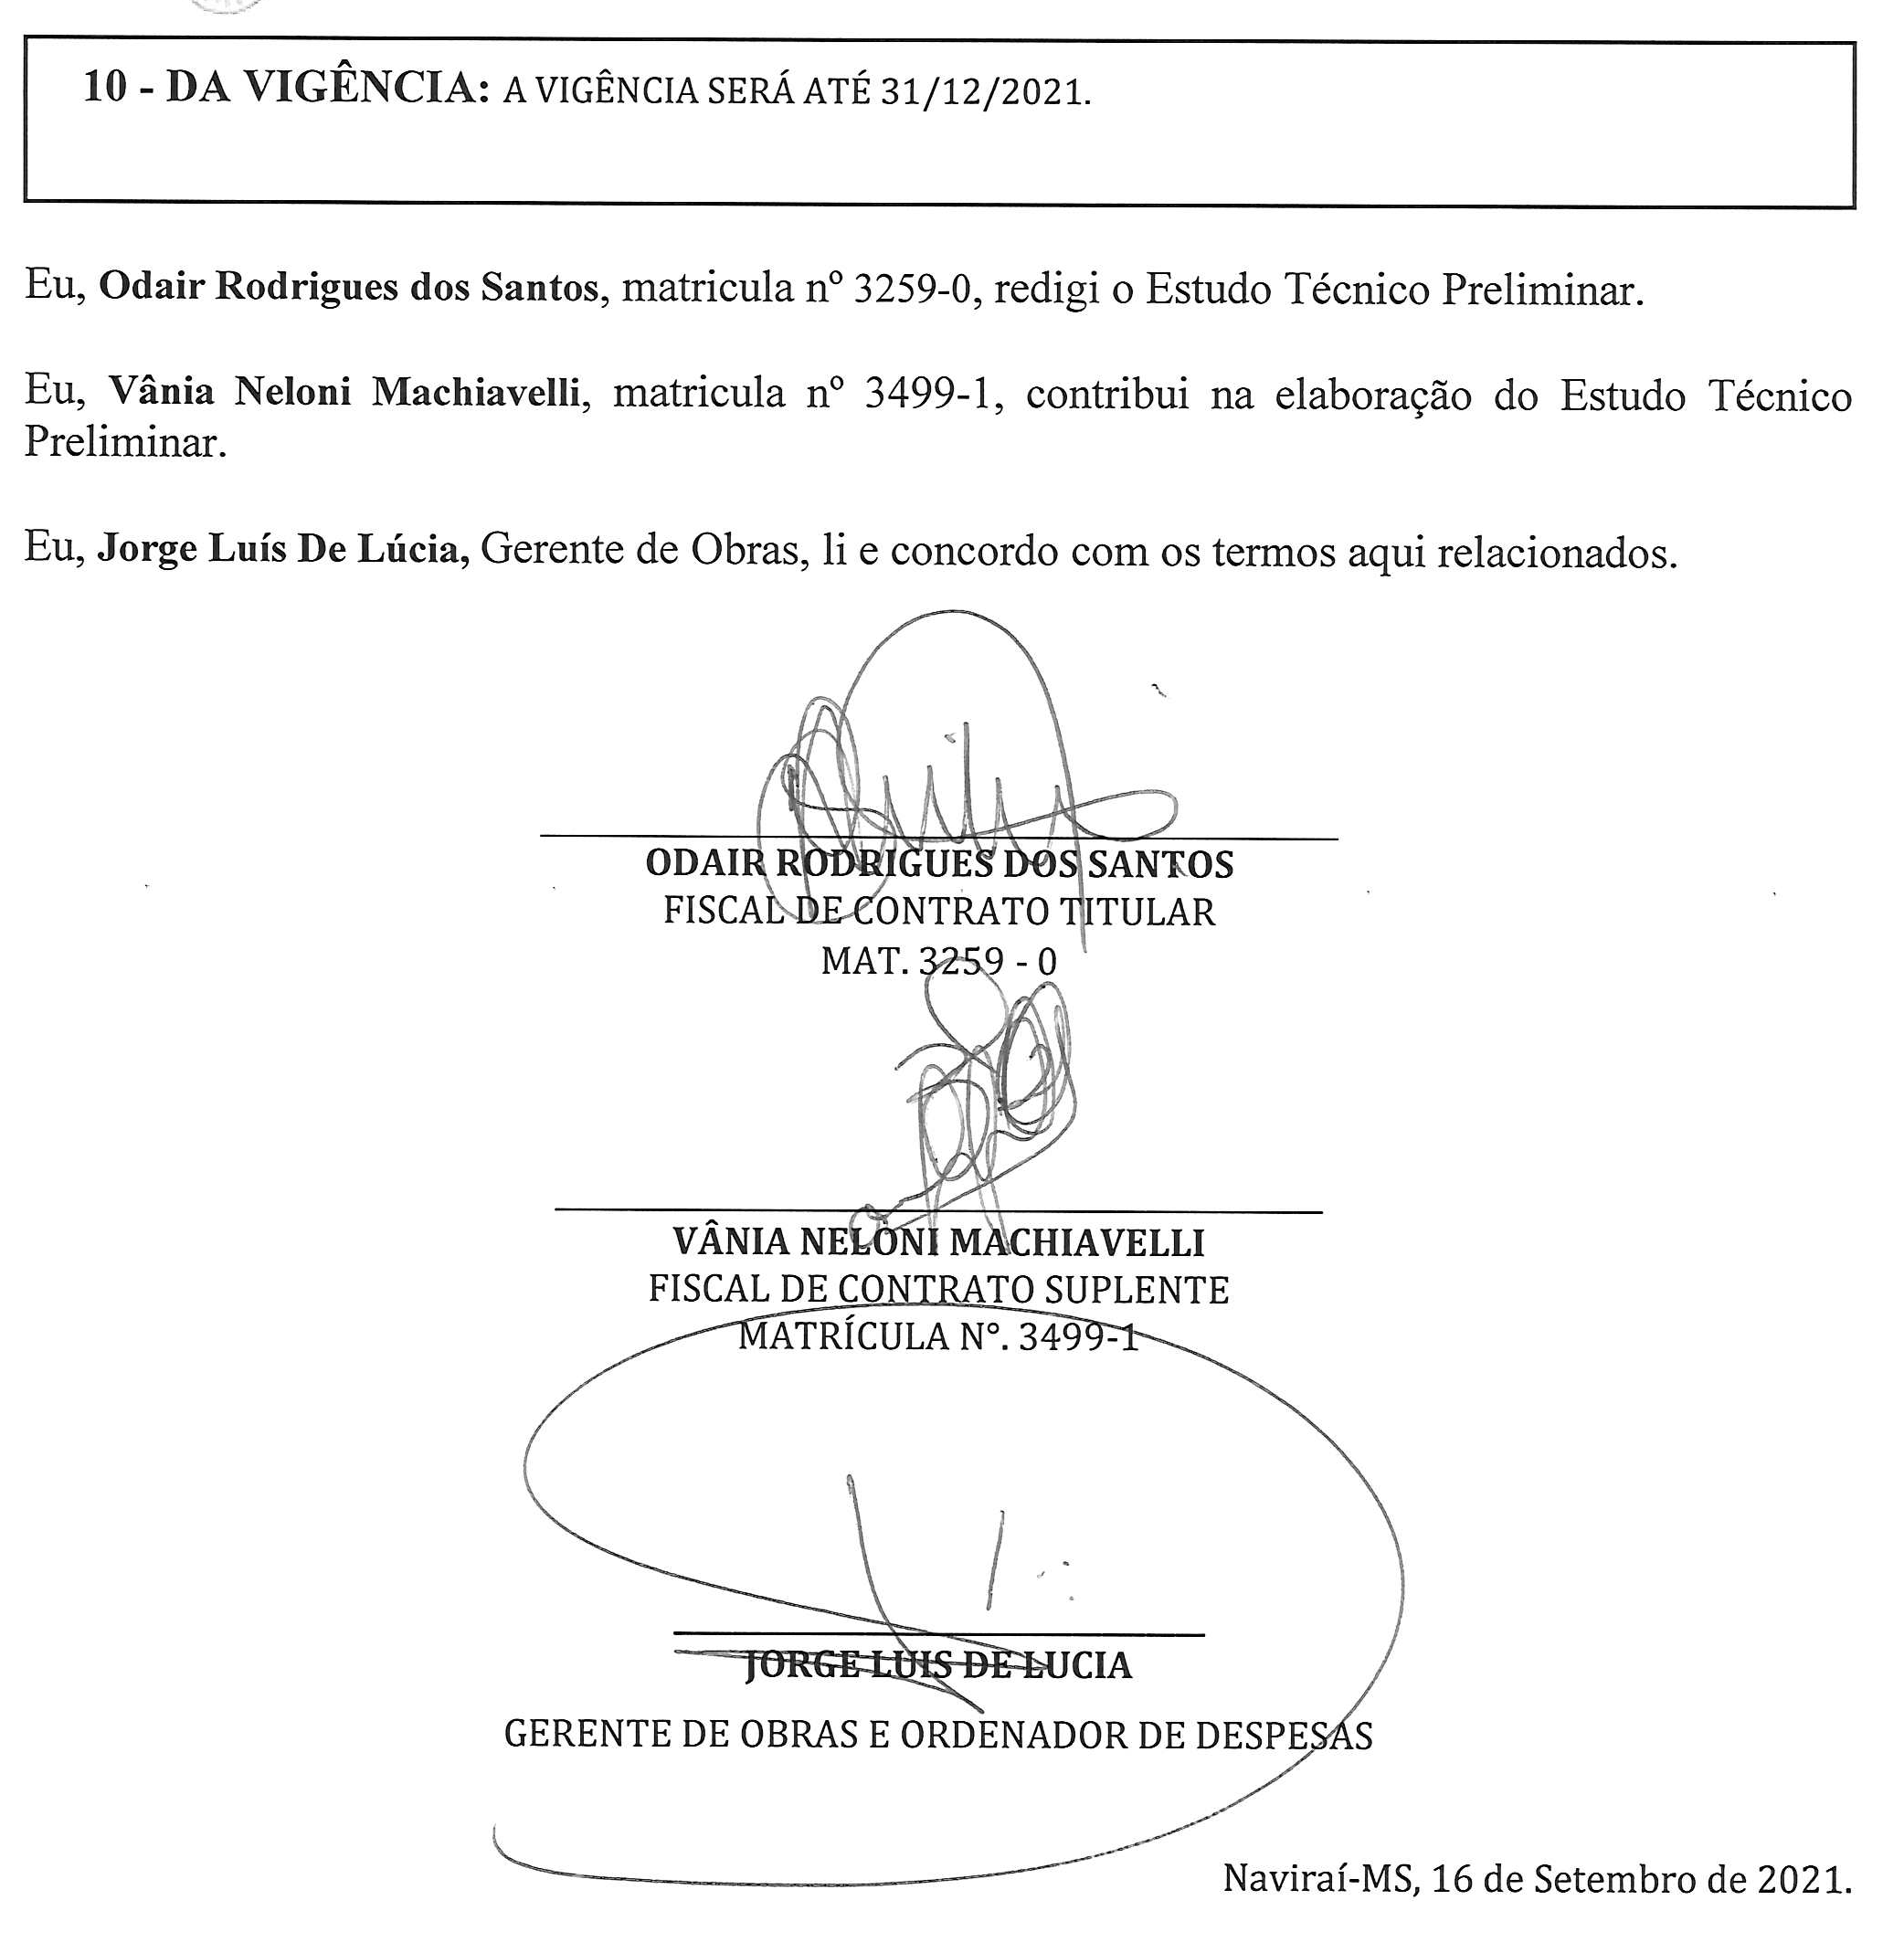 10 - DA VIGÊNCIA: A VIGÊNCIA SERÁ ATÉ 31/12/2021.
Eu, Odair Rodrigues dos Santos, matricula nº 3259-0, redigi o Estudo Técnico Preliminar.
Eu, Vânia Neloni Machiavelli, matricula nº 3499-1, contribui na elaboração do Estudo Técnico
Preliminar.
Eu, Jorge Luís De Lúcia, Gerente de Obras, li e concordo com os termos aqui relacionados.
ODAIR RODRIGUES DOS SANTOS
FISCAL DE CONTRATO TITULAR
MAT. 3259 - 0
VÂNIA NELONI MACHIAVELLI
FISCAL DE CONTRATO SUPLENTE
MATRÍCULA N°. 3499-1
JORGE LUIS DE LUCIA
GERENTE DE OBRAS E ORDENADOR DE DESPESAS
Naviraí-MS, 16 de Setembro de 2021.